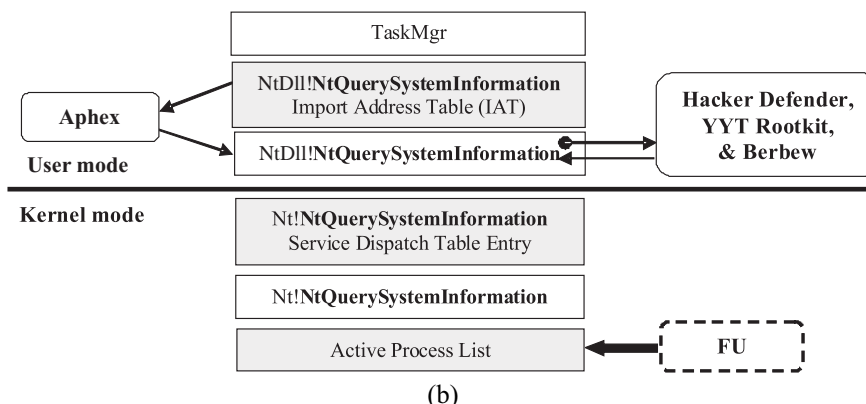 TaskMgr
NtDll!NtQuerySystemInformation
Import Address Table (IAT)
Aphex
Hacker Defender,
YYT Rootkit,
& Berbew
NtDll!NtQuerySystemInformation
User mode
Kernel mode
Nt!NtQuerySystemInformation
Service Dispatch Table Entry
Nt!NtQuerySystemInformation
Active Process List
FU
(b)